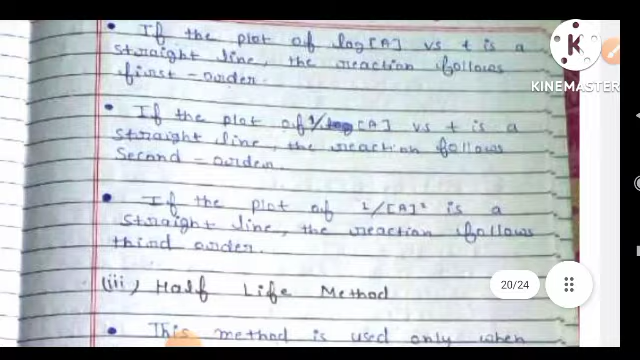 • If the plot of log[A] vs t is a
straight line, the reaction follows
first-order.
• If the plot of 1/[A] vs t is a
straight line, the reaction follows
Second-order.
• If the plot of 1/[A]² is a
straight line, the reaction follows
third order.
(iii) Half Life Method
• This method is used only when
KINEMASTER
20/24